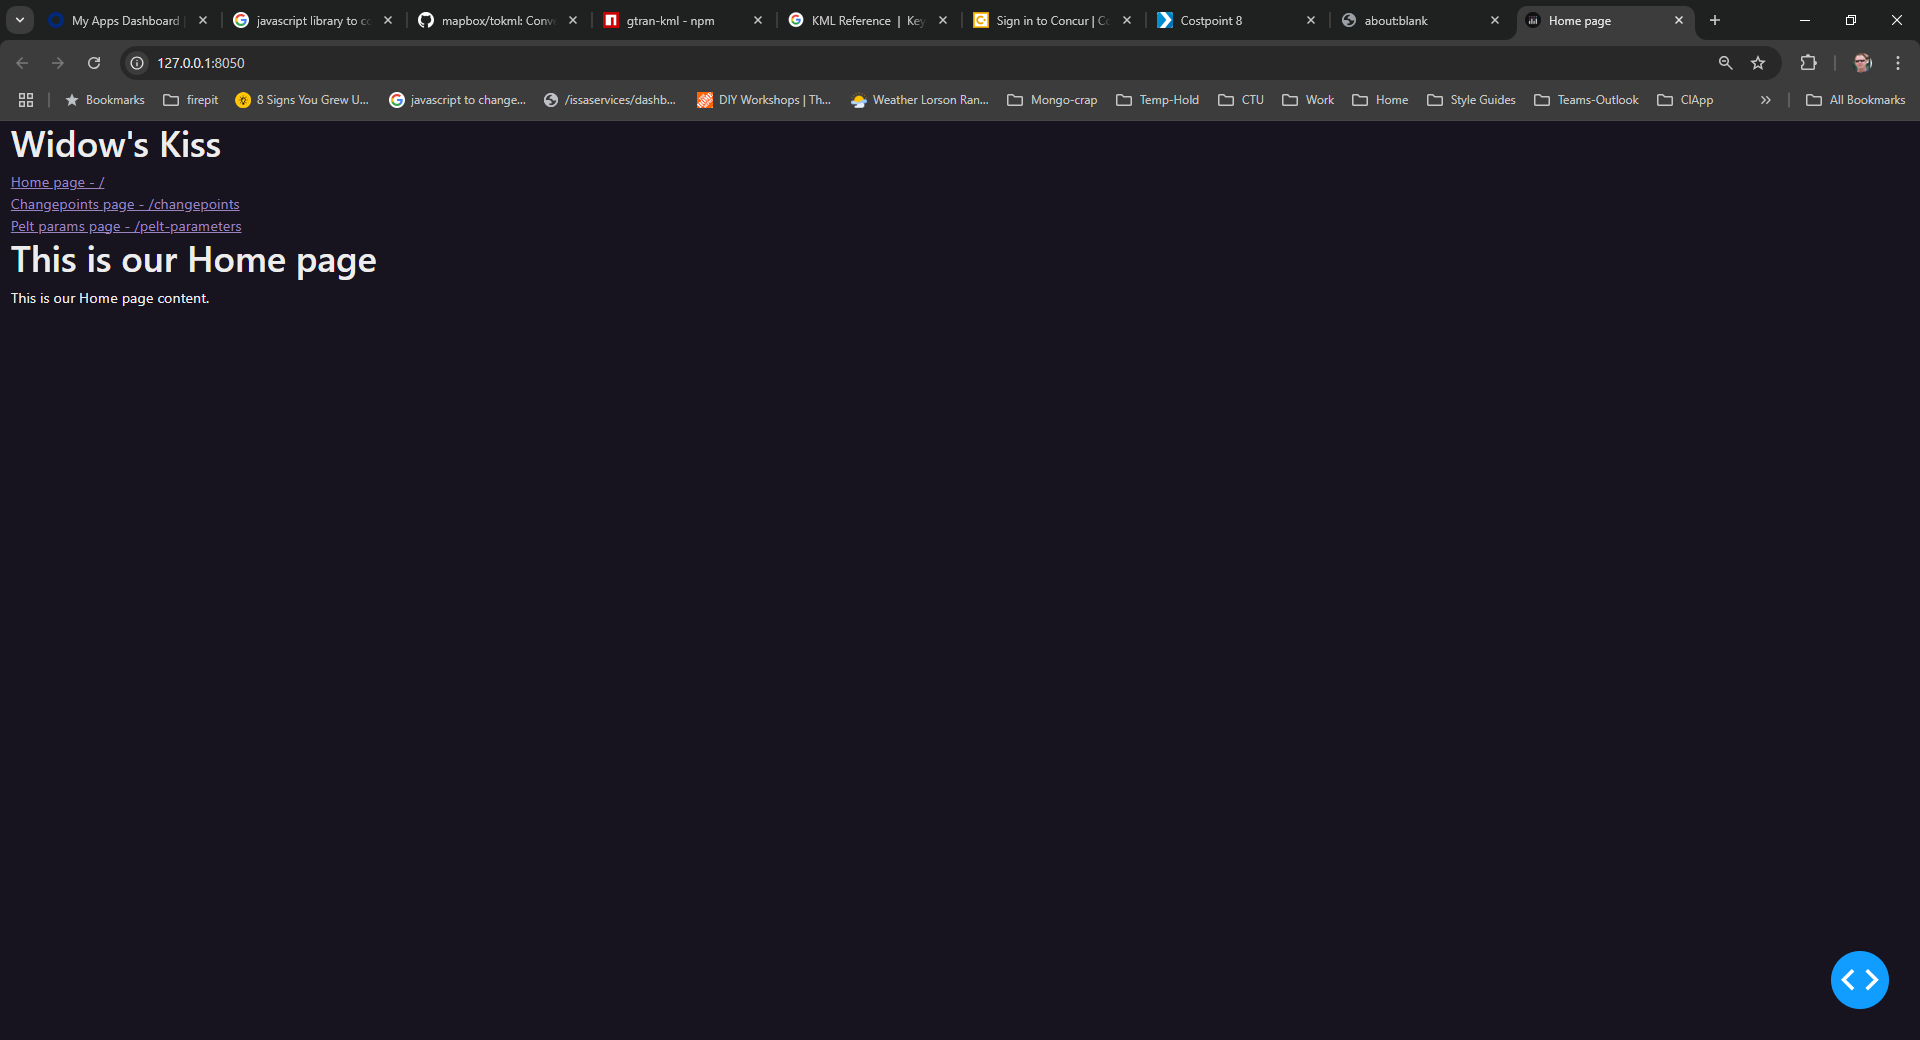 My Apps Dashboard
javascript library to co
mapbox/tokml: Conv
gtran-kml - npm
KML Reference | Key
Sign in to Concur | Co
Costpoint 8
about:blank
Home page
127.0.0.1:8050
Bookmarks
firepit
8 Signs You Grew U...
javascript to change...
/issaservices/dashb...
DIY Workshops | Th...
Weather Lorson Ran...
Mongo-crap
Temp-Hold
CTU
Work
Home
Style Guides
Teams-Outlook
CIApp
All Bookmarks
Widow's Kiss
Home page - /
Changepoints page - /changepoints
Pelt params page - /pelt-parameters
This is our Home page
This is our Home page content.